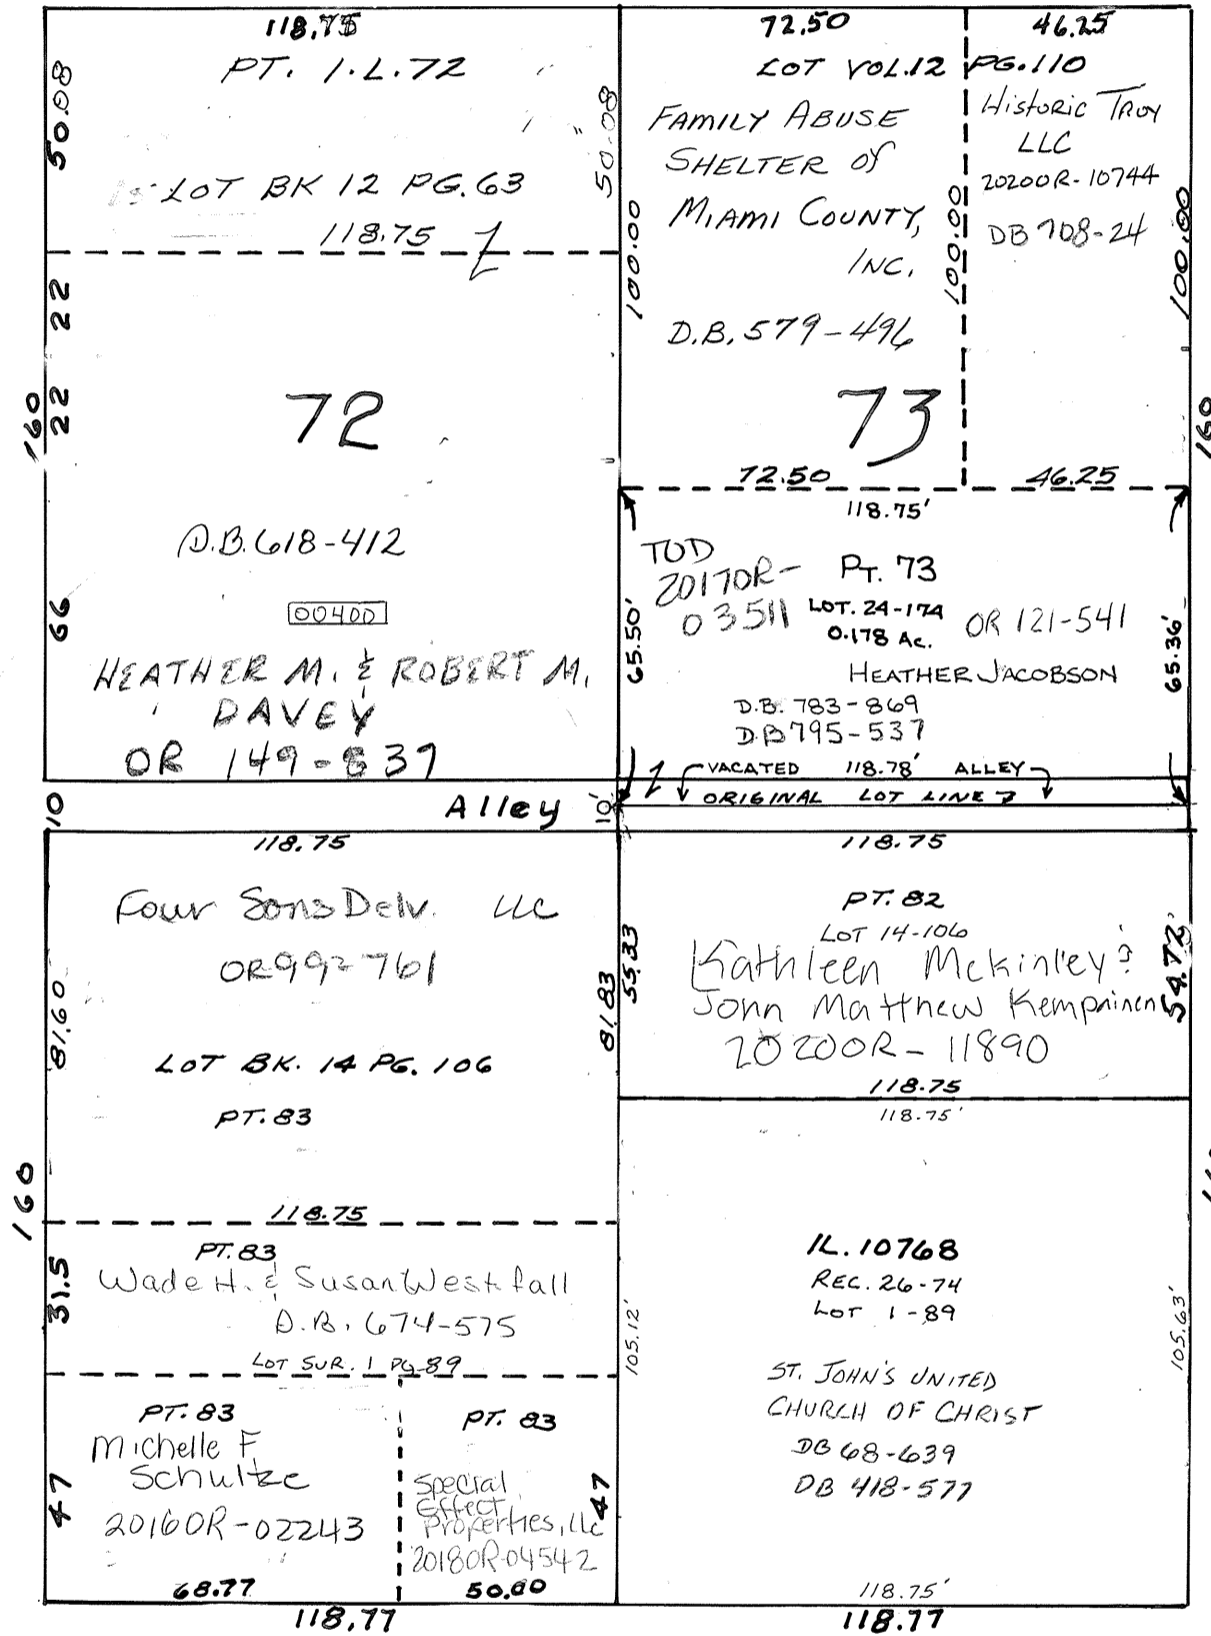 118.75
PT. I.L.72
50.08
50.08
LOT BK 12 PG.63
118.75
22
22
160
72
D.B. 618-412
66
00400
HEATHER M. & ROBERT M.
DAVEY
OR 149-837
72.50
46.25
LOT VOL.12 PG.110
FAMILY ABUSE
SHELTER of
MIAMI COUNTY,
INC.
D.B. 579-496
100.00
100.00
Historic Troy
LLC
2020OR-10744
DB 708-24
100.00
73
160
72.50
46.25
118.75'
TOD
2017OR-
03511
PT. 73
LOT. 24-174
0.178 AC.
OR 121-541
65.50'
65.36'
HEATHER JACOBSON
D.B. 783-869
DB 795-537
VACATED 118.78' ALLEY
ORIGINAL LOT LINE
10
Alley
10'
118.75
Four Sons Delv. LLC
OR 992-761
81.60
81.83
LOT BK. 14 PG. 106
PT. 83
160
118.75
PT. 83
31.5
Wade H. & Susan Westfall
D.B. 674-575
LOT SUR. 1 PG-89
PT. 83
Michelle F
Schultze
2016OR-02243
47
68.77
PT. 83
Special
Effect
Properties, llc
2018OR-04542
47
50.00
118.77
118.75
PT. 82
LOT 14-106
55.33
54.72'
Kathleen Mckinley &
John Matthew Kempainen
2020OR-11890
118.75
118.75'
IL. 10768
REC. 26-74
LOT 1-89
105.12'
105.63'
ST. JOHN'S UNITED
CHURCH OF CHRIST
DB 68-639
DB 418-577
118.75'
118.77